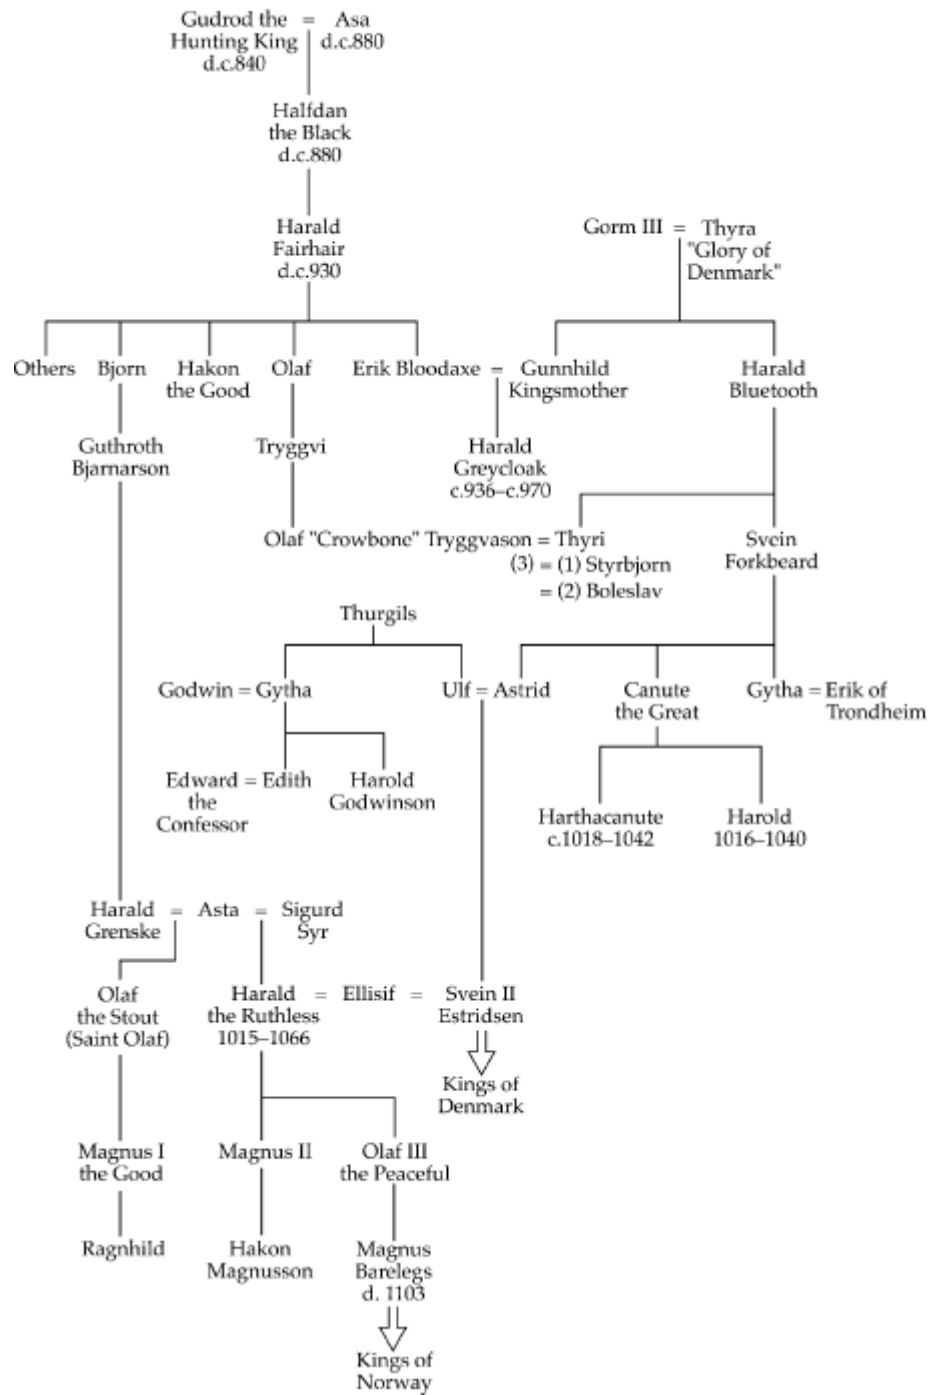 Gudrod the = Asa
Hunting King d.c.880
d.c.840
Halfdan
the Black
d.c.880
Harald
Fairhair
d.c.930
Gorm III = Thyra
"Glory of
Denmark"
Others Bjorn Hakon Olaf Erik Bloodaxe = Gunnhild Harald
the Good Kingsmother Bluetooth
Guthroth Tryggvi Harald
Bjarnarson Greycloak
c.936–c.970
Olaf "Crowbone" Tryggvason = Thyri Svein
(3) = (1) Styrbjorn Forkbeard
= (2) Boleslav
Thurgils
Godwin = Gytha Ulf = Astrid Canute Gytha = Erik of
the Great Trondheim
Edward = Edith Harold
the Godwinson
Confessor
Harthacanute Harold
c.1018–1042 1016–1040
Harald = Asta = Sigurd
Grenske Syr
Olaf Harald = Ellisif = Svein II
the Stout the Ruthless Estridsen
(Saint Olaf) 1015–1066
Kings of
Denmark
Magnus I Magnus II Olaf III
the Good the Peaceful
Ragnhild Hakon Magnus
Magnusson Barelegs
d. 1103
Kings of
Norway